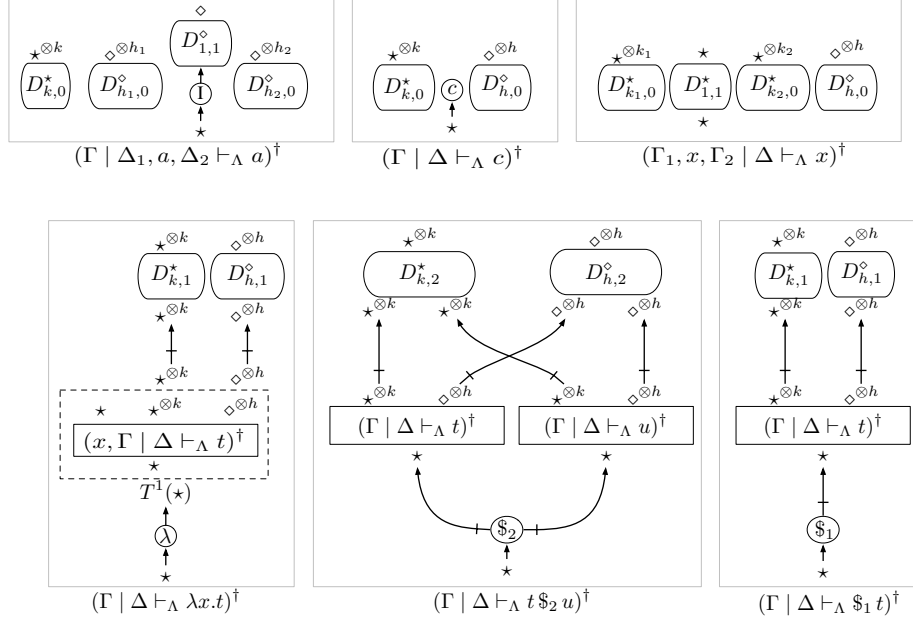 ⋄
⋆⊗k ⋄⊗h₁ D⋄₁,₁ ⋄⊗h₂ ⋆⊗k ⋄⊗h ⋆⊗k₁ ⋆ ⋆⊗k₂ ⋄⊗h
D⋆k,0 D⋄h₁,0 I D⋄h₂,0 D⋆k,0 c D⋄h,0 D⋆k₁,0 D⋆₁,₁ D⋆k₂,0 D⋄h,0
⋆ ⋆ ⋆
(Γ | Δ₁, a, Δ₂ ⊢Λ a)† (Γ | Δ ⊢Λ c)† (Γ₁, x, Γ₂ | Δ ⊢Λ x)†
⋆⊗k ⋄⊗h ⋆⊗k ⋄⊗h ⋆⊗k ⋄⊗h
D⋆k,1 D⋄h,1 D⋆k,2 D⋄h,2 D⋆k,1 D⋄h,1
⋆⊗k ⋄⊗h ⋆⊗k ⋆⊗k ⋄⊗h ⋄⊗h ⋆⊗k ⋄⊗h
⋆⊗k ⋄⊗h ⋆⊗k ⋄⊗h ⋆⊗k ⋄⊗h ⋆⊗k ⋄⊗h
⋆ ⋆⊗k ⋄⊗h
(x, Γ | Δ ⊢Λ t)† (Γ | Δ ⊢Λ t)† (Γ | Δ ⊢Λ u)† (Γ | Δ ⊢Λ t)†
⋆ ⋆ ⋆ ⋆
T¹(⋆)
λ $₂ $₁
⋆ ⋆ ⋆
(Γ | Δ ⊢Λ λx.t)† (Γ | Δ ⊢Λ t $₂ u)† (Γ | Δ ⊢Λ $₁ t)†